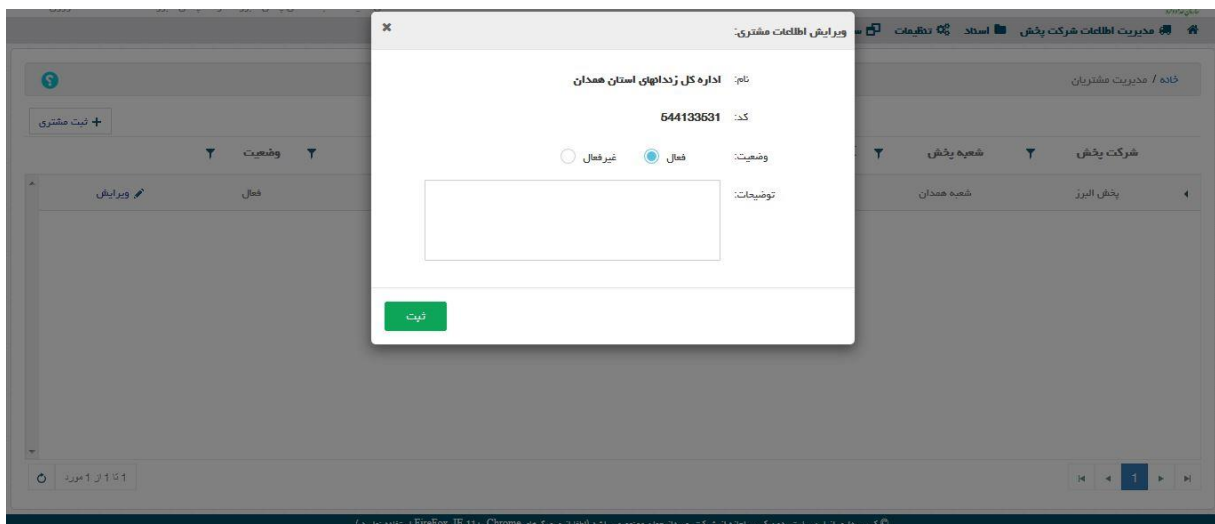 مدیریت اطلاعات شرکت پخش اسناد تنظیمات
ویرایش اطلاعات مشتری:
خانه / مدیریت مشتریان
نام: اداره کل زندانهای استان همدان
کد: 544133531
+ ثبت مشتری
وضعیت: فعال غیرفعال
شرکت پخش شعبه پخش وضعیت
توضیحات:
پخش البرز شعبه همدان فعال ویرایش
ثبت
1 1 تا 1 از 1 مورد